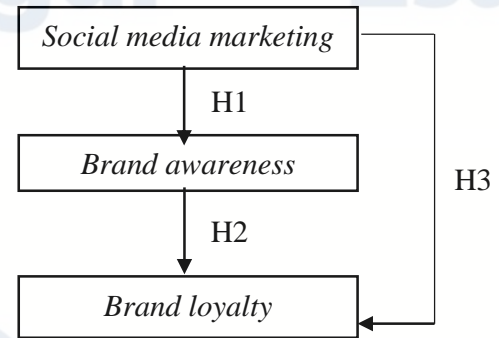 Social media marketing
H1
Brand awareness
H3
H2
Brand loyalty